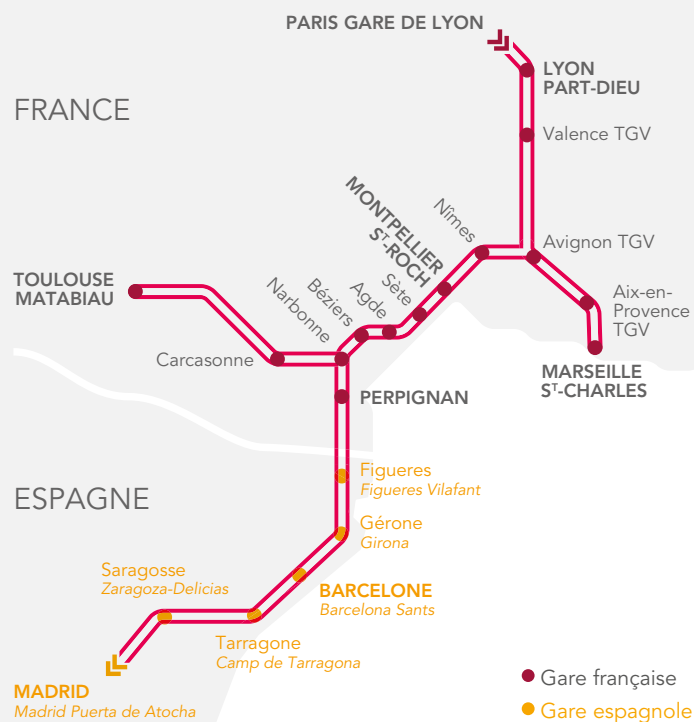 PARIS GARE DE LYON
LYON
PART-DIEU
FRANCE
Valence TGV
MONTPELLIER
Sᵀ-ROCH
Nîmes
Avignon TGV
TOULOUSE
MATABIAU
Narbonne
Béziers
Agde
Sète
Aix-en-
Provence
TGV
Carcasonne
MARSEILLE
Sᵀ-CHARLES
PERPIGNAN
Figueres
Figueres Vilafant
ESPAGNE
Gérone
Girona
Saragosse
Zaragoza-Delicias
BARCELONE
Barcelona Sants
Tarragone
Camp de Tarragona
MADRID
Madrid Puerta de Atocha
Gare française
Gare espagnole